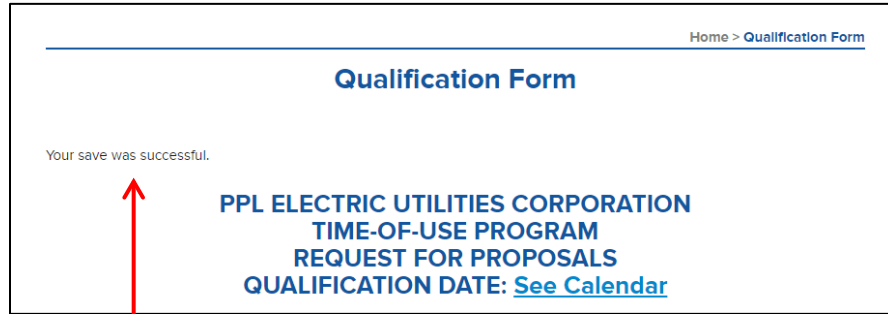 Home > Qualification Form
Qualification Form
Your save was successful.
PPL ELECTRIC UTILITIES CORPORATION
TIME-OF-USE PROGRAM
REQUEST FOR PROPOSALS
QUALIFICATION DATE: See Calendar